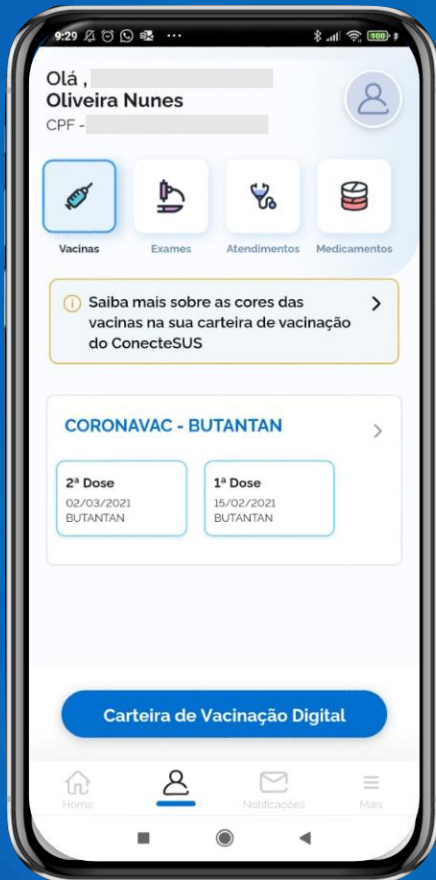 9:29
100
Olá ,
Oliveira Nunes
CPF -
Vacinas
Exames
Atendimentos
Medicamentos
Saiba mais sobre as cores das
vacinas na sua carteira de vacinação
do ConecteSUS
CORONAVAC - BUTANTAN
2ª Dose
02/03/2021
BUTANTAN
1ª Dose
15/02/2021
BUTANTAN
Carteira de Vacinação Digital
Home
Notificações
Mais